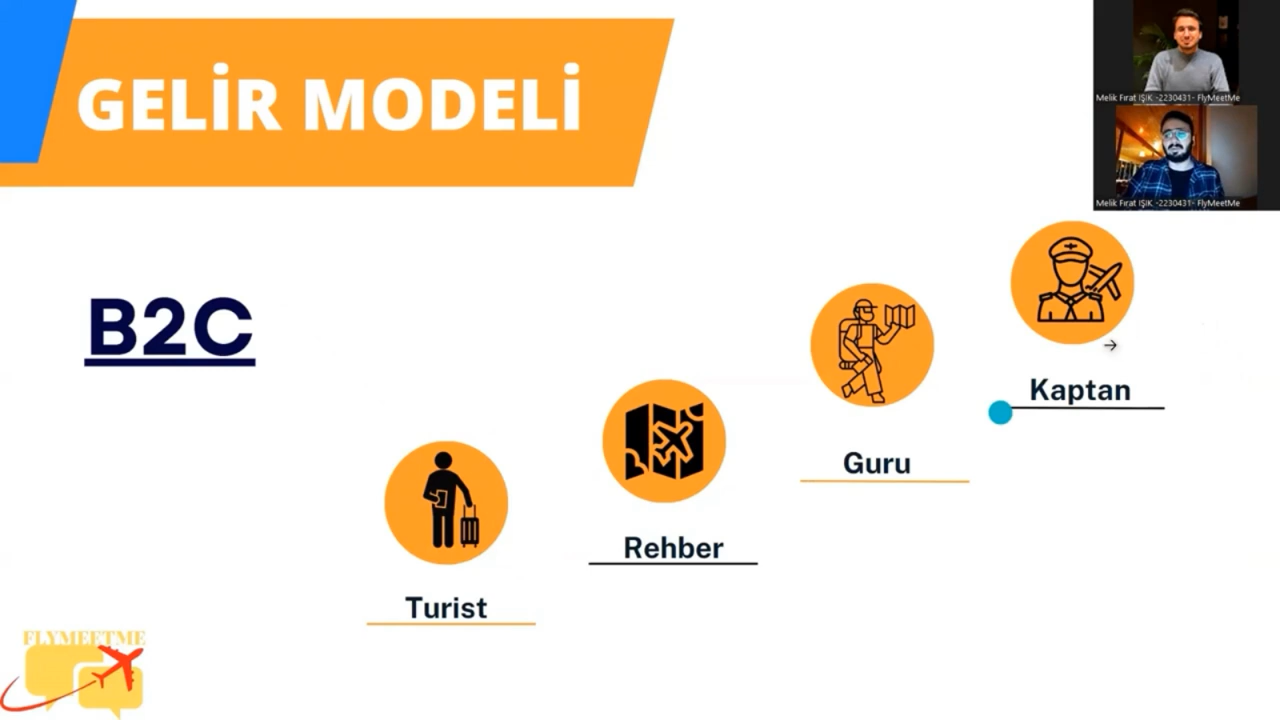 GELİR MODELİ
Melik Fırat IŞIK -2230431- FlyMeetMe
Melik Fırat IŞIK -2230431- FlyMeetMe
B2C
Kaptan
Guru
Rehber
Turist
FLYMEETME